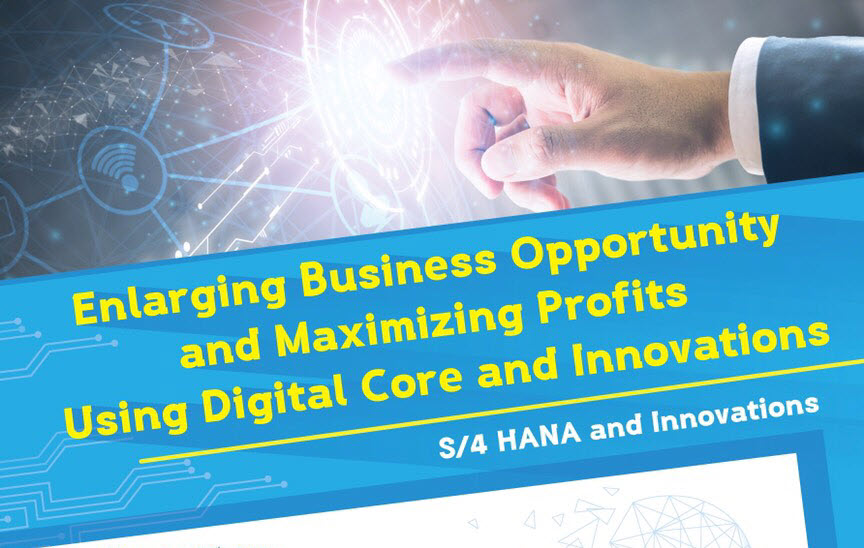 Enlarging Business Opportunity
and Maximizing Profits
Using Digital Core and Innovations
S/4 HANA and Innovations